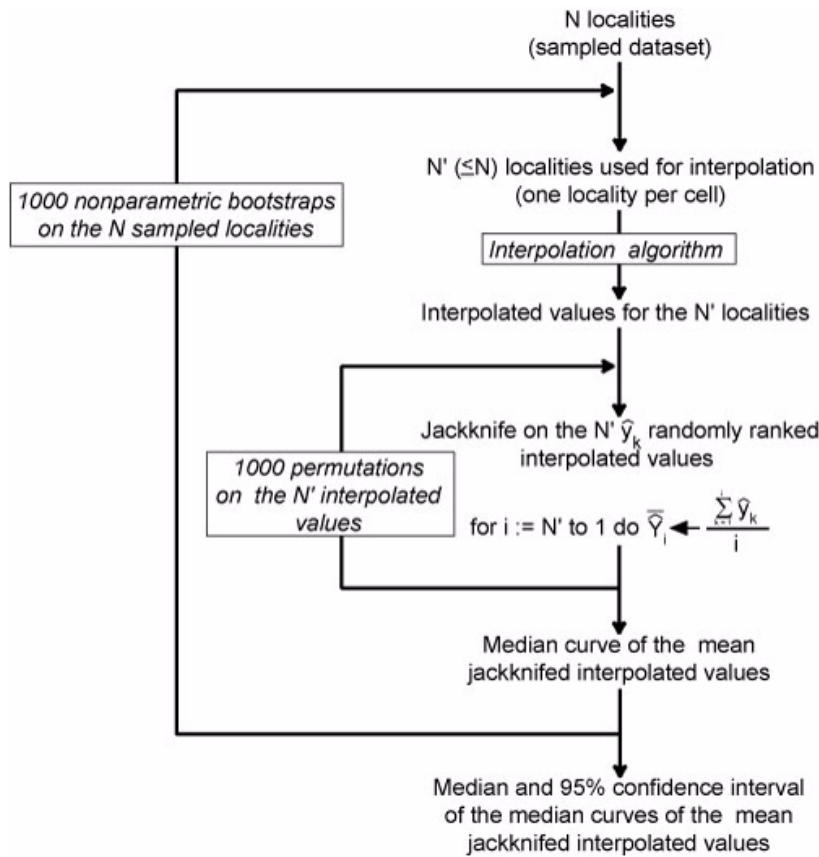 N localities
(sampled dataset)
N' (≤N) localities used for interpolation
(one locality per cell)
1000 nonparametric bootstraps
on the N sampled localities
Interpolation algorithm
Interpolated values for the N' localities
Jackknife on the N' ŷₖ randomly ranked
interpolated values
1000 permutations
on the N' interpolated
values
for i := N' to 1 do Ŷ̅ᵢ ← ∑ ŷₖ / i
Median curve of the mean
jackknifed interpolated values
Median and 95% confidence interval
of the median curves of the mean
jackknifed interpolated values